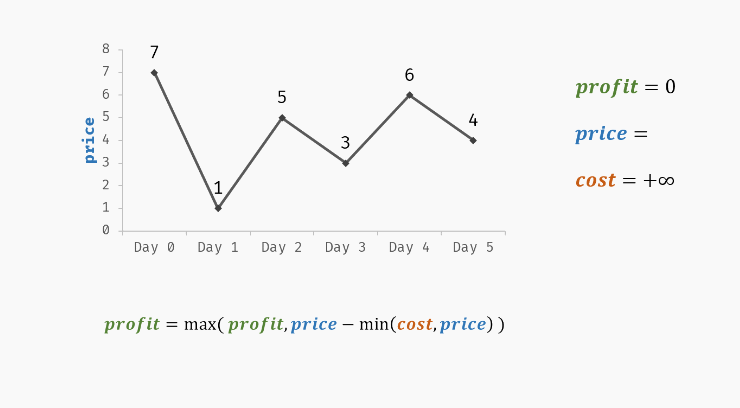 8
7
6
5
4
3
2
1
0
price
7
1
5
3
6
4
Day 0 Day 1 Day 2 Day 3 Day 4 Day 5
profit = 0
price =
cost = +∞
profit = max( profit, price − min(cost, price) )